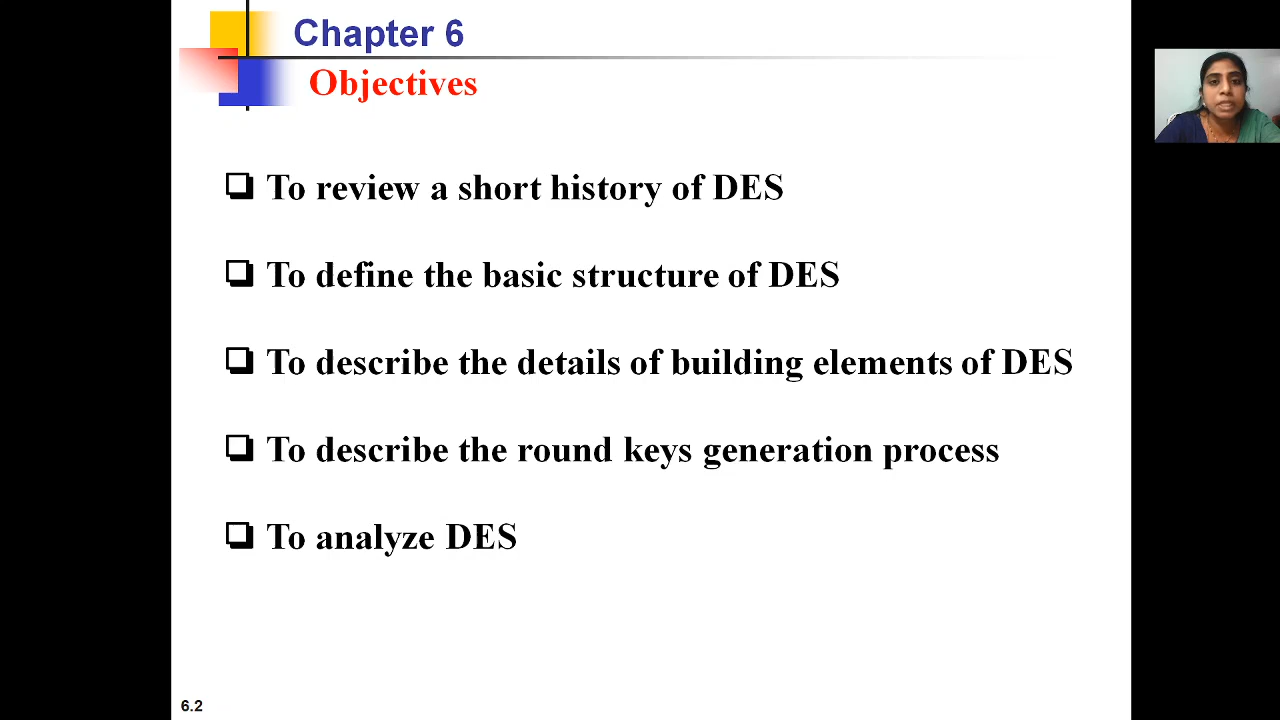 Chapter 6
Objectives
To review a short history of DES
To define the basic structure of DES
To describe the details of building elements of DES
To describe the round keys generation process
To analyze DES
6.2